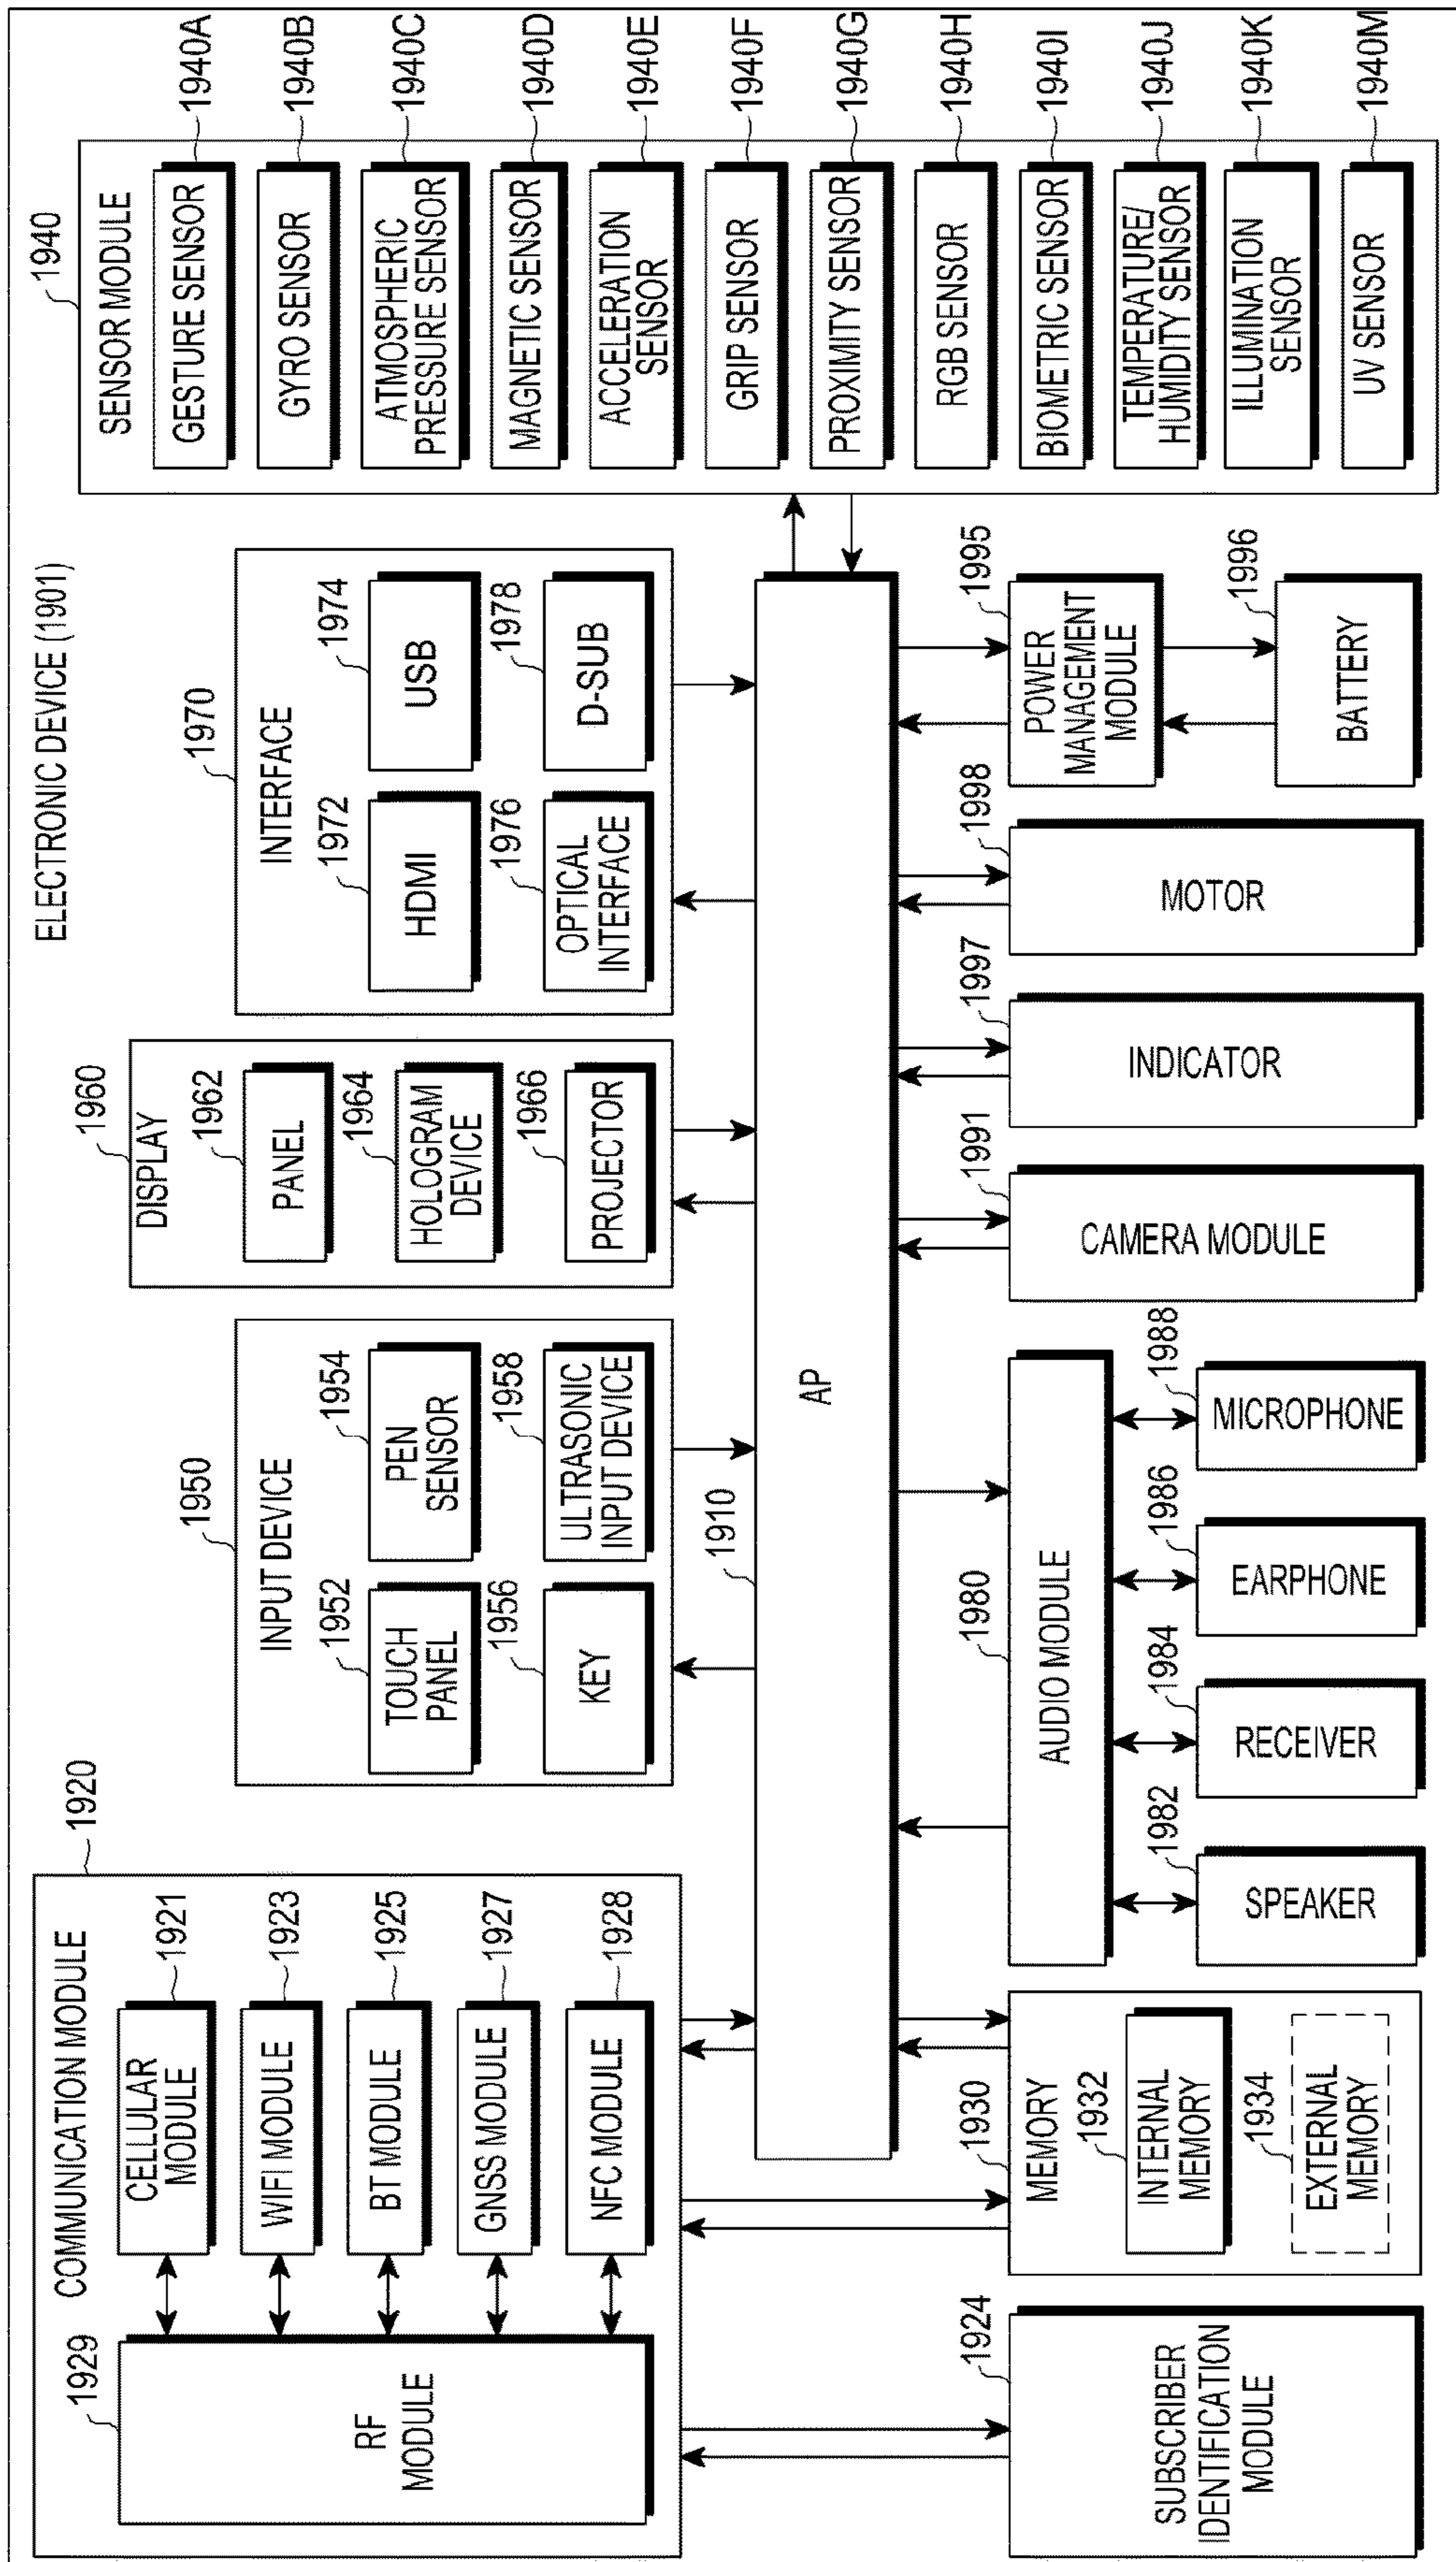 ELECTRONIC DEVICE (1901)
1920
COMMUNICATION MODULE
1929
RF
MODULE
CELLULAR
MODULE
1921
WIFI MODULE
1923
BT MODULE
1925
GNSS MODULE
1927
NFC MODULE
1928
1950
INPUT DEVICE
1952
TOUCH
PANEL
1954
PEN
SENSOR
1956
KEY
1958
ULTRASONIC
INPUT DEVICE
1960
DISPLAY
1962
PANEL
1964
HOLOGRAM
DEVICE
1966
PROJECTOR
1970
INTERFACE
1972
HDMI
1974
USB
1976
OPTICAL
INTERFACE
1978
D-SUB
1940
SENSOR MODULE
GESTURE SENSOR
1940A
GYRO SENSOR
1940B
ATMOSPHERIC
PRESSURE SENSOR
1940C
MAGNETIC SENSOR
1940D
ACCELERATION
SENSOR
1940E
GRIP SENSOR
1940F
PROXIMITY SENSOR
1940G
RGB SENSOR
1940H
BIOMETRIC SENSOR
1940I
TEMPERATURE/
HUMIDITY SENSOR
1940J
ILLUMINATION
SENSOR
1940K
UV SENSOR
1940M
1910
AP
1924
SUBSCRIBER
IDENTIFICATION
MODULE
1930
MEMORY
1932
INTERNAL
MEMORY
1934
EXTERNAL
MEMORY
1980
AUDIO MODULE
1982
SPEAKER
1984
RECEIVER
1986
EARPHONE
1988
MICROPHONE
1991
CAMERA MODULE
1997
INDICATOR
1998
MOTOR
1995
POWER
MANAGEMENT
MODULE
1996
BATTERY